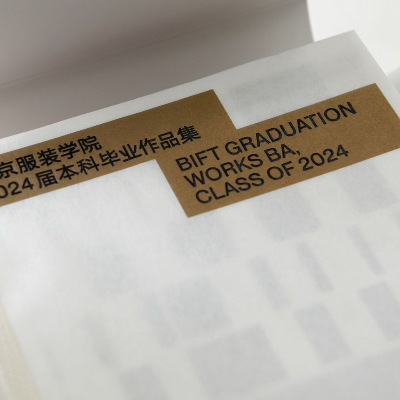 京服装学院
024届本科毕业作品集
BIFT GRADUATION
WORKS BA,
CLASS OF 2024